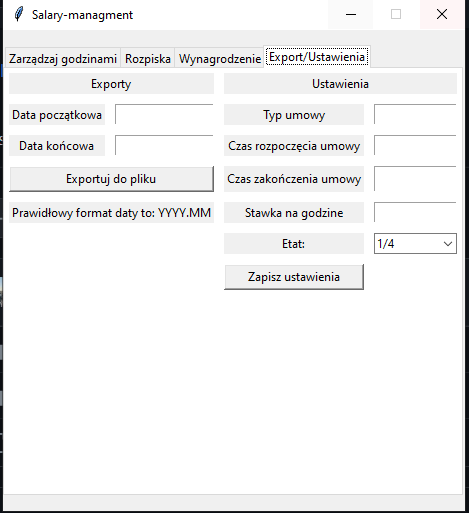 Salary-managment
Zarządzaj godzinami Rozpiska Wynagrodzenie Export/Ustawienia
Exporty
Data początkowa
Data końcowa
Exportuj do pliku
Prawidłowy format daty to: YYYY.MM
Ustawienia
Typ umowy
Czas rozpoczęcia umowy
Czas zakończenia umowy
Stawka na godzine
Etat: 1/4
Zapisz ustawienia